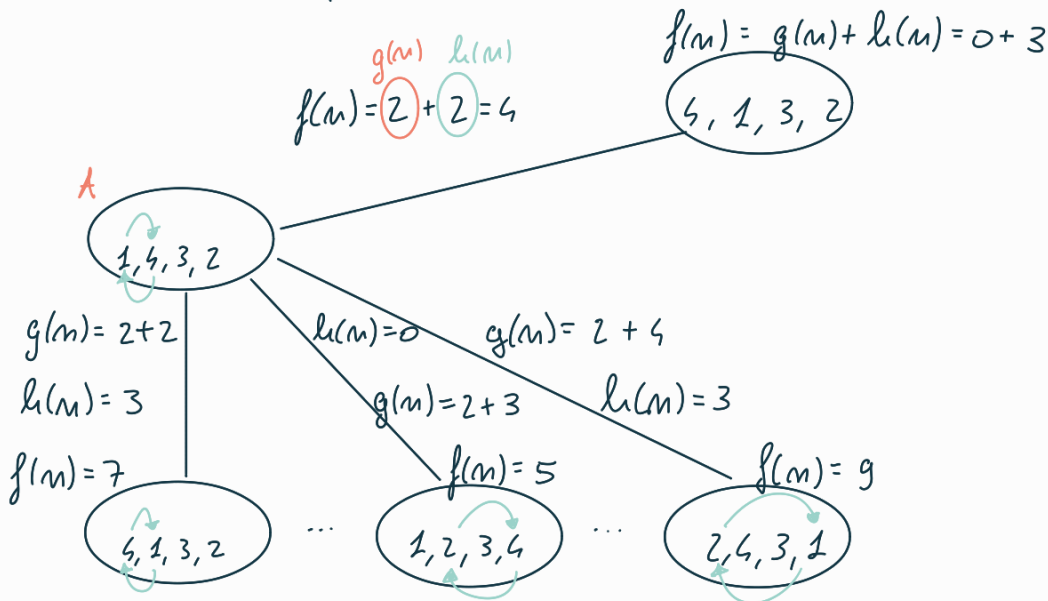 f(n) = g(n) + h(n) = 0 + 3
g(n) h(n)
f(n) = 2 + 2 = 4
4, 1, 3, 2
A
1, 4, 3, 2
g(n) = 2+2
h(n) = 0
g(n) = 2 + 4
h(n) = 3
g(n) = 2 + 3
h(n) = 3
f(n) = 7
f(n) = 5
f(n) = 9
4, 1, 3, 2
...
1, 2, 3, 4
...
2, 4, 3, 1